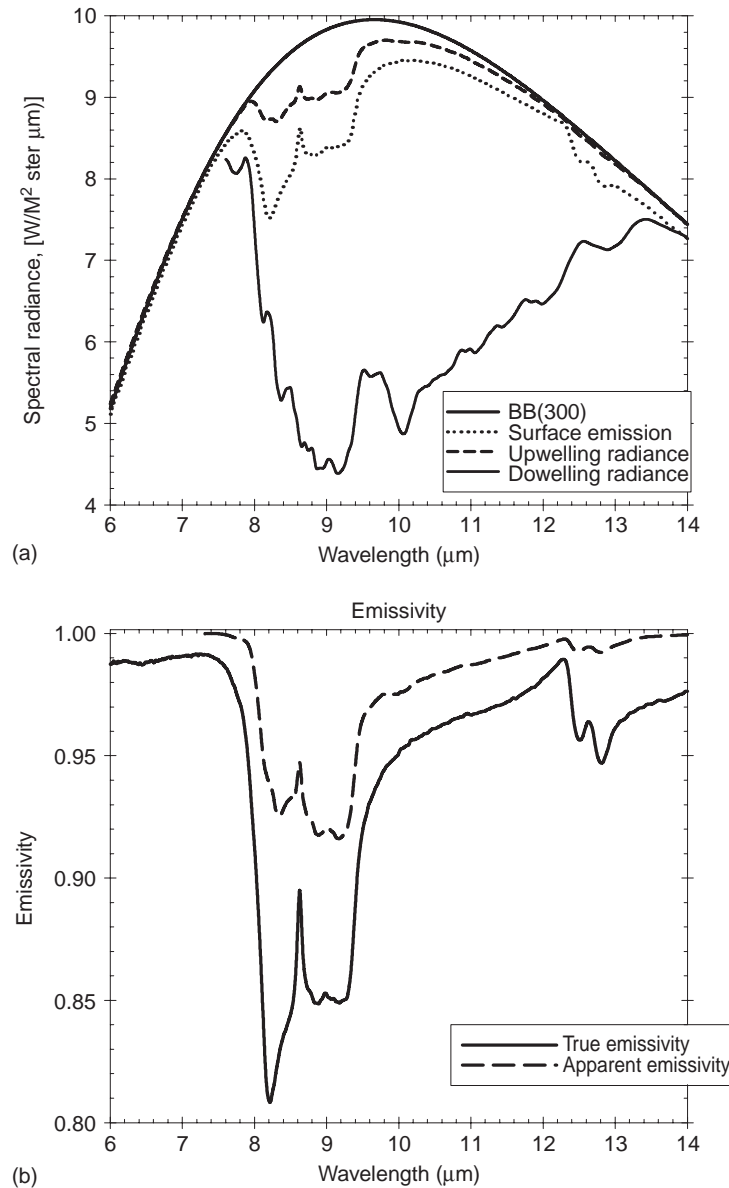 10
9
8
7
6
5
4
Spectral radiance, [W/M² ster µm)]
BB(300)
Surface emission
Upwelling radiance
Dowelling radiance
6 7 8 9 10 11 12 13 14
Wavelength (µm)
(a)
Emissivity
1.00
0.95
0.90
0.85
0.80
Emissivity
True emissivity
Apparent emissivity
6 7 8 9 10 11 12 13 14
Wavelength (µm)
(b)